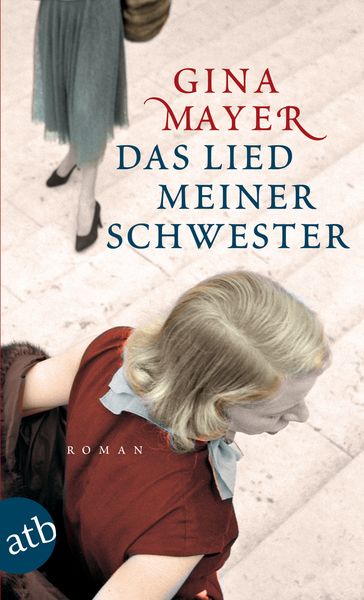 GINA
MAYER
DAS LIED
MEINER
SCHWESTER
ROMAN
atb